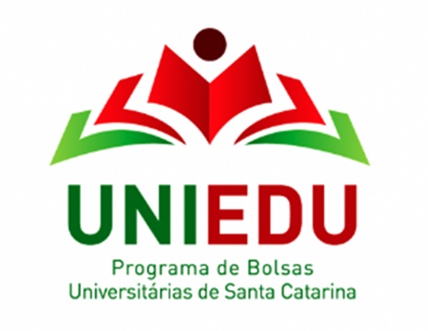 UNIEDU
Programa de Bolsas
Universitárias de Santa Catarina